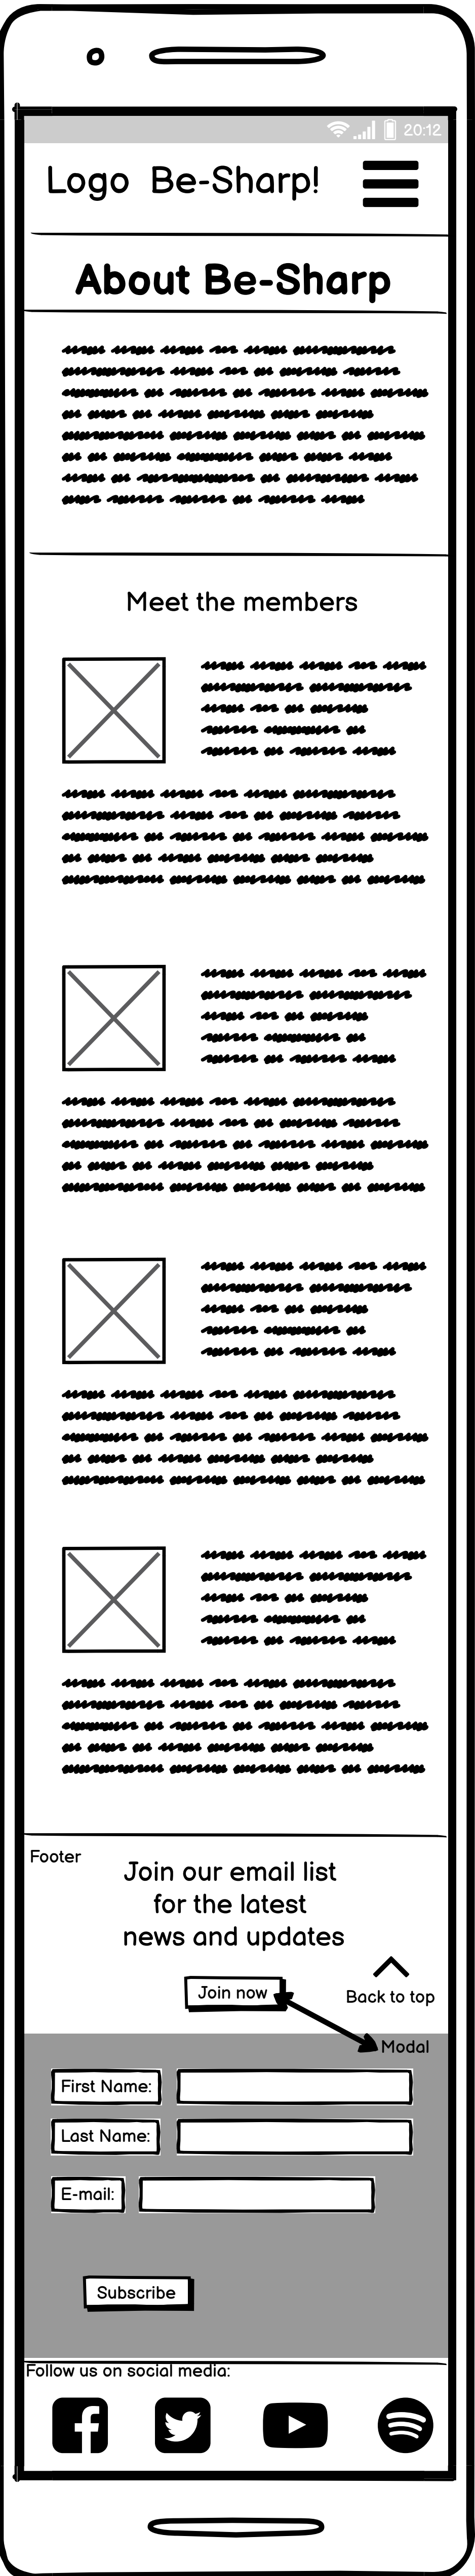 20:12
Logo Be-Sharp!
About Be-Sharp
Meet the members
Footer
Join our email list
for the latest
news and updates
Join now
Back to top
Modal
First Name:
Last Name:
E-mail:
Subscribe
Follow us on social media: